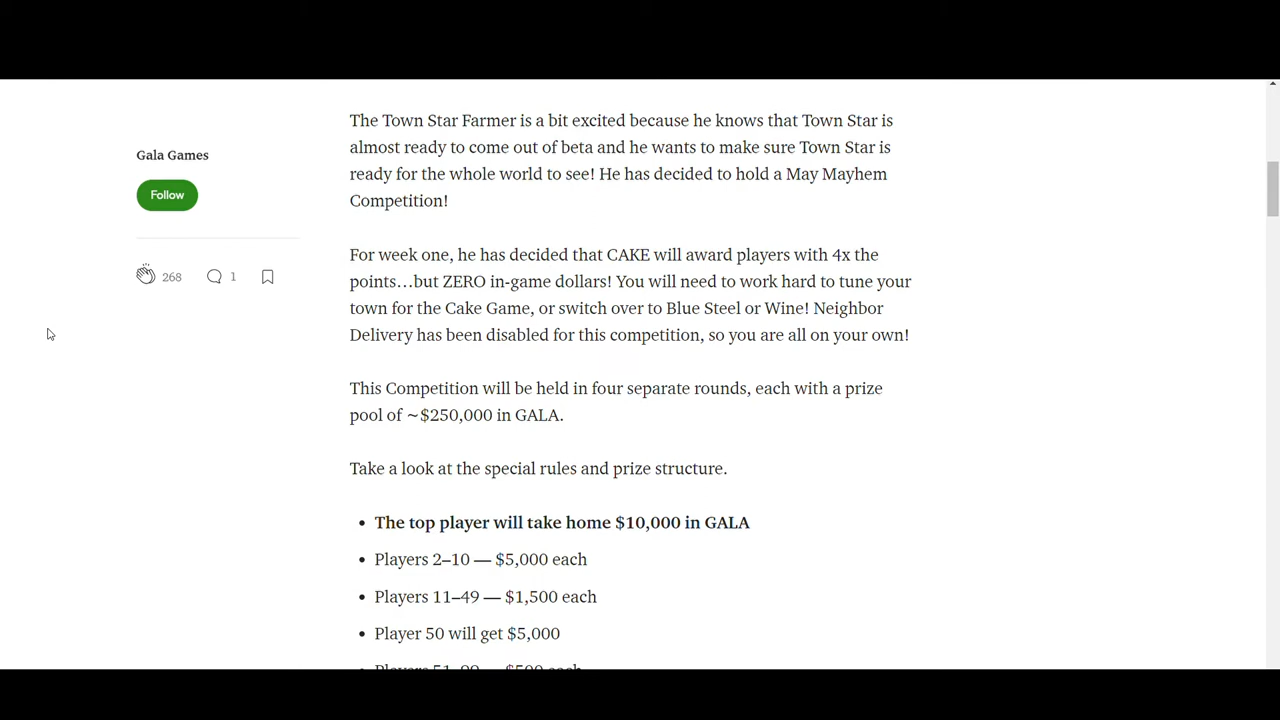 Gala Games
Follow
268
1
The Town Star Farmer is a bit excited because he knows that Town Star is
almost ready to come out of beta and he wants to make sure Town Star is
ready for the whole world to see! He has decided to hold a May Mayhem
Competition!
For week one, he has decided that CAKE will award players with 4x the
points…but ZERO in-game dollars! You will need to work hard to tune your
town for the Cake Game, or switch over to Blue Steel or Wine! Neighbor
Delivery has been disabled for this competition, so you are all on your own!
This Competition will be held in four separate rounds, each with a prize
pool of ~$250,000 in GALA.
Take a look at the special rules and prize structure.
• The top player will take home $10,000 in GALA
• Players 2–10 — $5,000 each
• Players 11–49 — $1,500 each
• Player 50 will get $5,000
• Players 51–99 — $500 each